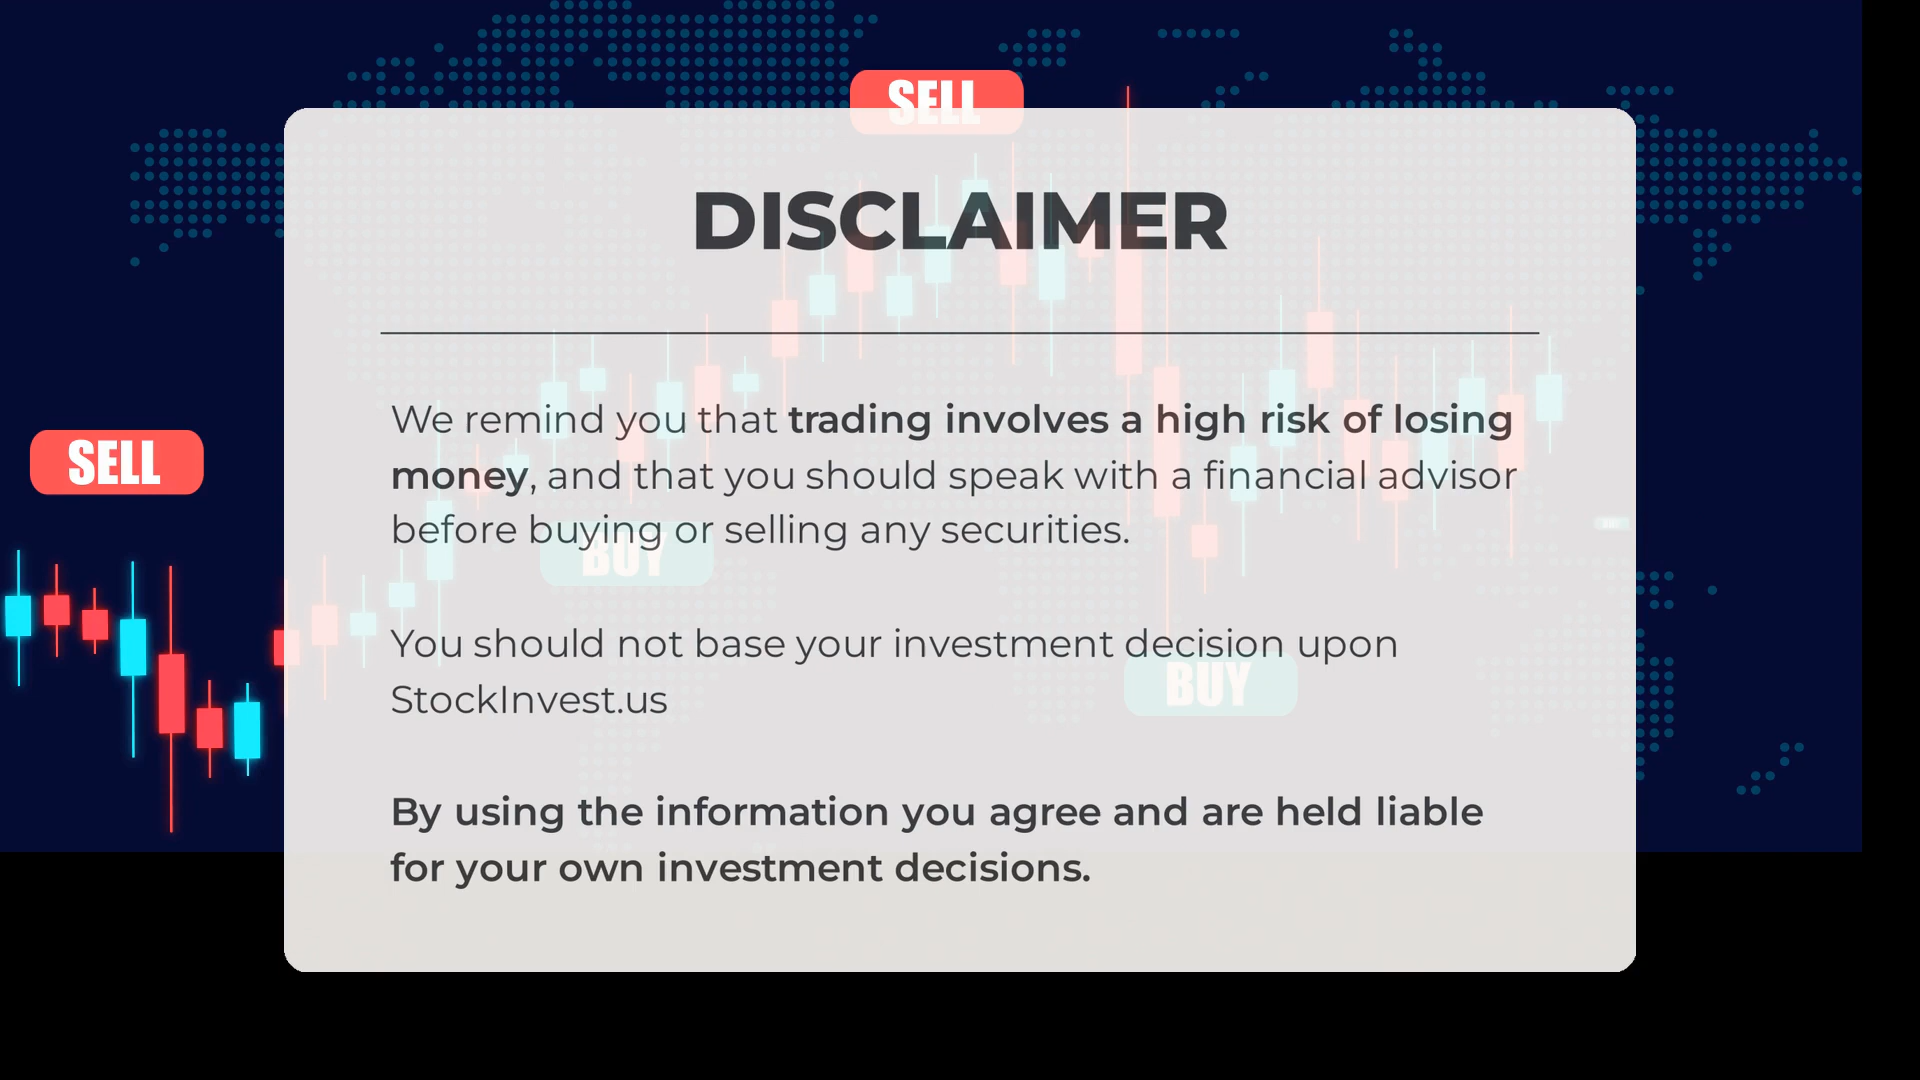 SELL
DISCLAIMER
We remind you that trading involves a high risk of losing
money, and that you should speak with a financial advisor
before buying or selling any securities.
SELL
BUY
You should not base your investment decision upon
StockInvest.us
BUY
By using the information you agree and are held liable
for your own investment decisions.